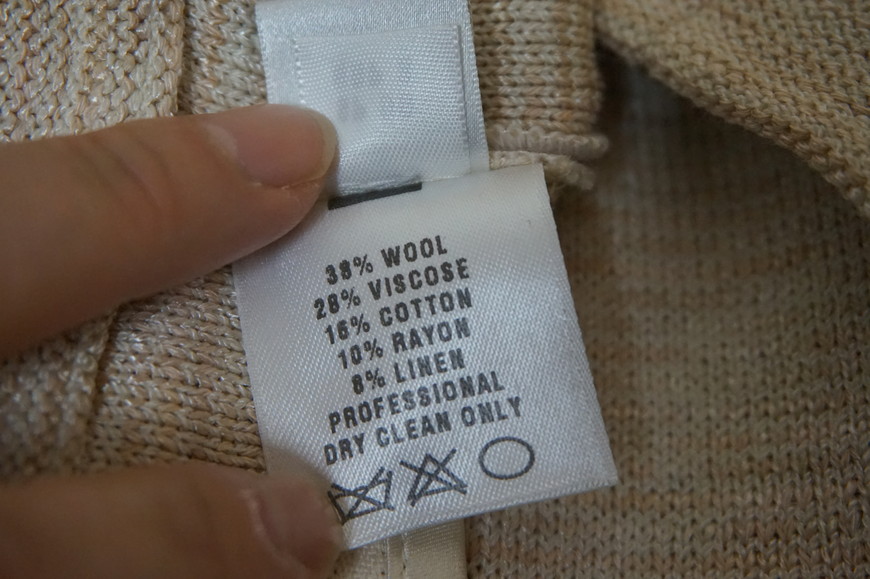 38% WOOL
28% VISCOSE
16% COTTON
10% RAYON
8% LINEN
PROFESSIONAL
DRY CLEAN ONLY